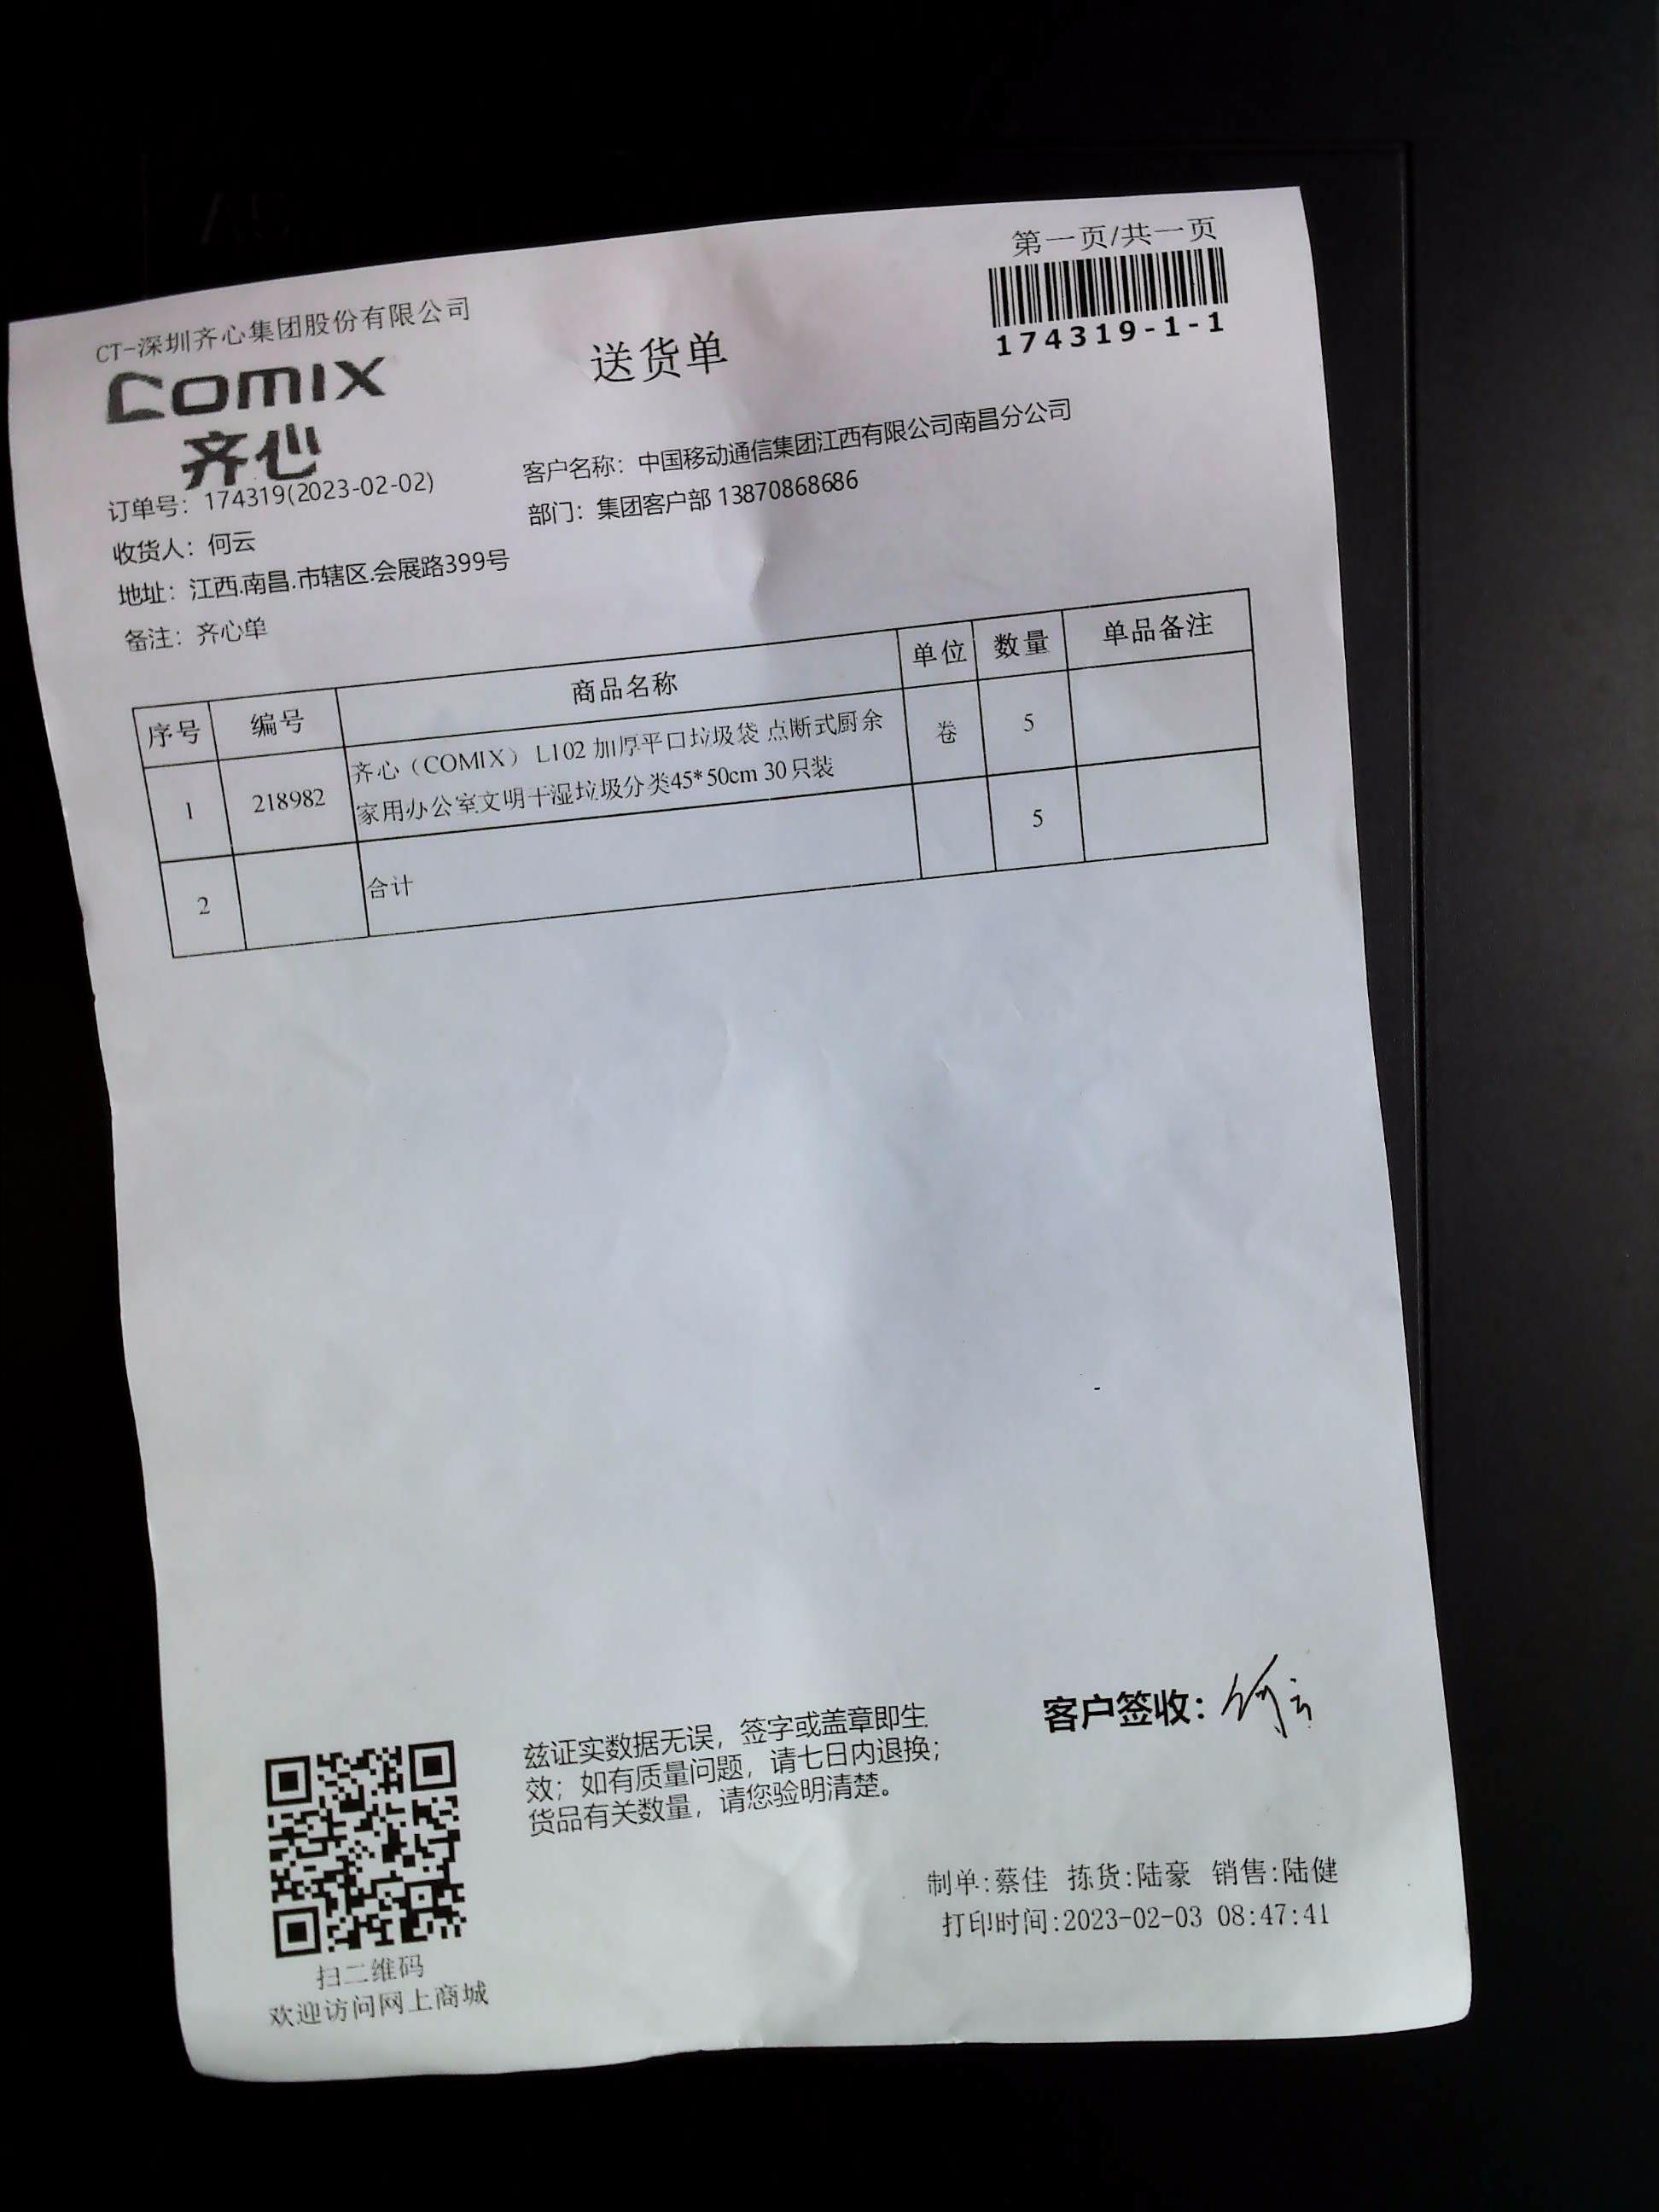 第一页/共一页
174319-1-1
CT-深圳齐心集团股份有限公司
comix
齐心
送货单
订单号：174319(2023-02-02)
客户名称：中国移动通信集团江西有限公司南昌分公司
收货人：何云
部门：集团客户部 13870868686
地址：江西.南昌.市辖区.会展路399号
备注：齐心单
序号 编号 商品名称 单位 数量 单品备注
1 218982 齐心（COMIX） L102 加厚平口垃圾袋 点断式厨余 卷 5
家用办公室文明干湿垃圾分类45*50cm 30只装
2 合计 5
客户签收：何云
兹证实数据无误，签字或盖章即生
效；如有质量问题，请七日内退换；
货品有关数量，请您验明清楚。
制单:蔡佳 拣货:陆豪 销售:陆健
打印时间:2023-02-03 08:47:41
扫二维码
欢迎访问网上商城